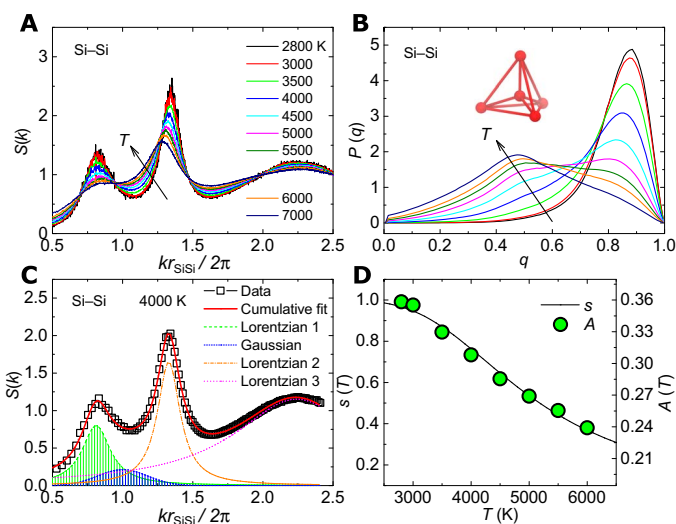 A
Si–Si
2800 K
3000
3500
4000
4500
5000
5500
6000
7000
T
S(k)
0
1
2
3
0.5
1.0
1.5
2.0
2.5
kr_SiSi / 2π
B
Si–Si
T
P (q)
0
1
2
3
4
5
0.0
0.2
0.4
0.6
0.8
1.0
q
C
Si–Si 4000 K
Data
Cumulative fit
Lorentzian 1
Gaussian
Lorentzian 2
Lorentzian 3
S(k)
0.0
0.5
1.0
1.5
2.0
2.5
0.5
1.0
1.5
2.0
2.5
kr_SiSi / 2π
D
s
A
s (T)
0.2
0.4
0.6
0.8
1.0
A (T)
0.21
0.24
0.27
0.30
0.33
0.36
3000
4000
5000
6000
T (K)